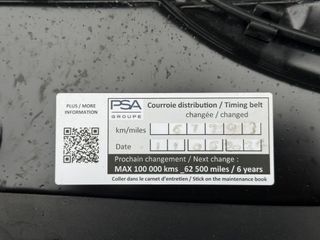 PLUS / MORE
INFORMATION
PSA
GROUPE
Courroie distribution / Timing belt
changée / changed
km/miles
Date
Prochain changement / Next change :
MAX 100 000 kms _62 500 miles / 6 years
Coller dans le carnet d'entretien / Stick on the maintenance book